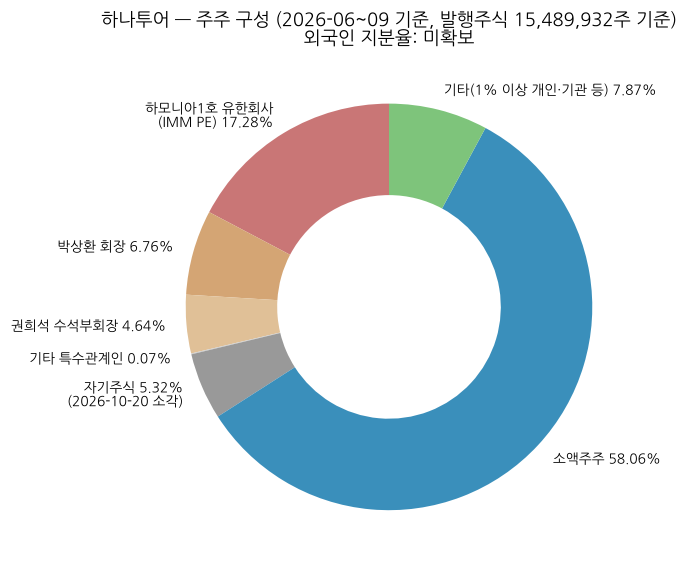 하나투어 — 주주 구성 (2026-06~09 기준, 발행주식 15,489,932주 기준)
외국인 지분율: 미확보
기타(1% 이상 개인·기관 등) 7.87%
하모니아1호 유한회사
(IMM PE) 17.28%
박상환 회장 6.76%
권희석 수석부회장 4.64%
기타 특수관계인 0.07%
자기주식 5.32%
(2026-10-20 소각)
소액주주 58.06%